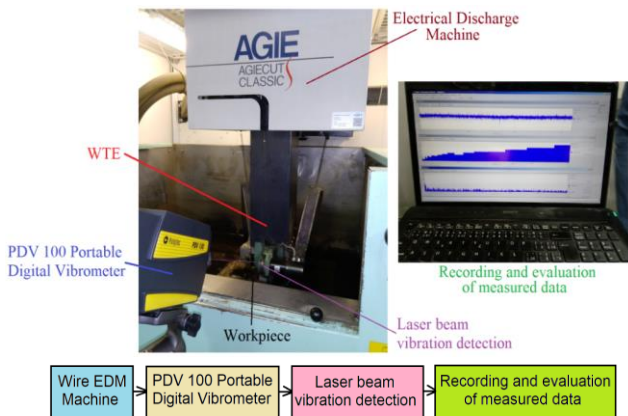 Electrical Discharge
Machine
AGIE
AGIECUT
CLASSIC
WTE
PDV 100 Portable
Digital Vibrometer
Workpiece
Laser beam
vibration detection
Recording and evaluation
of measured data
Wire EDM
Machine
PDV 100 Portable
Digital Vibrometer
Laser beam
vibration detection
Recording and evaluation
of measured data